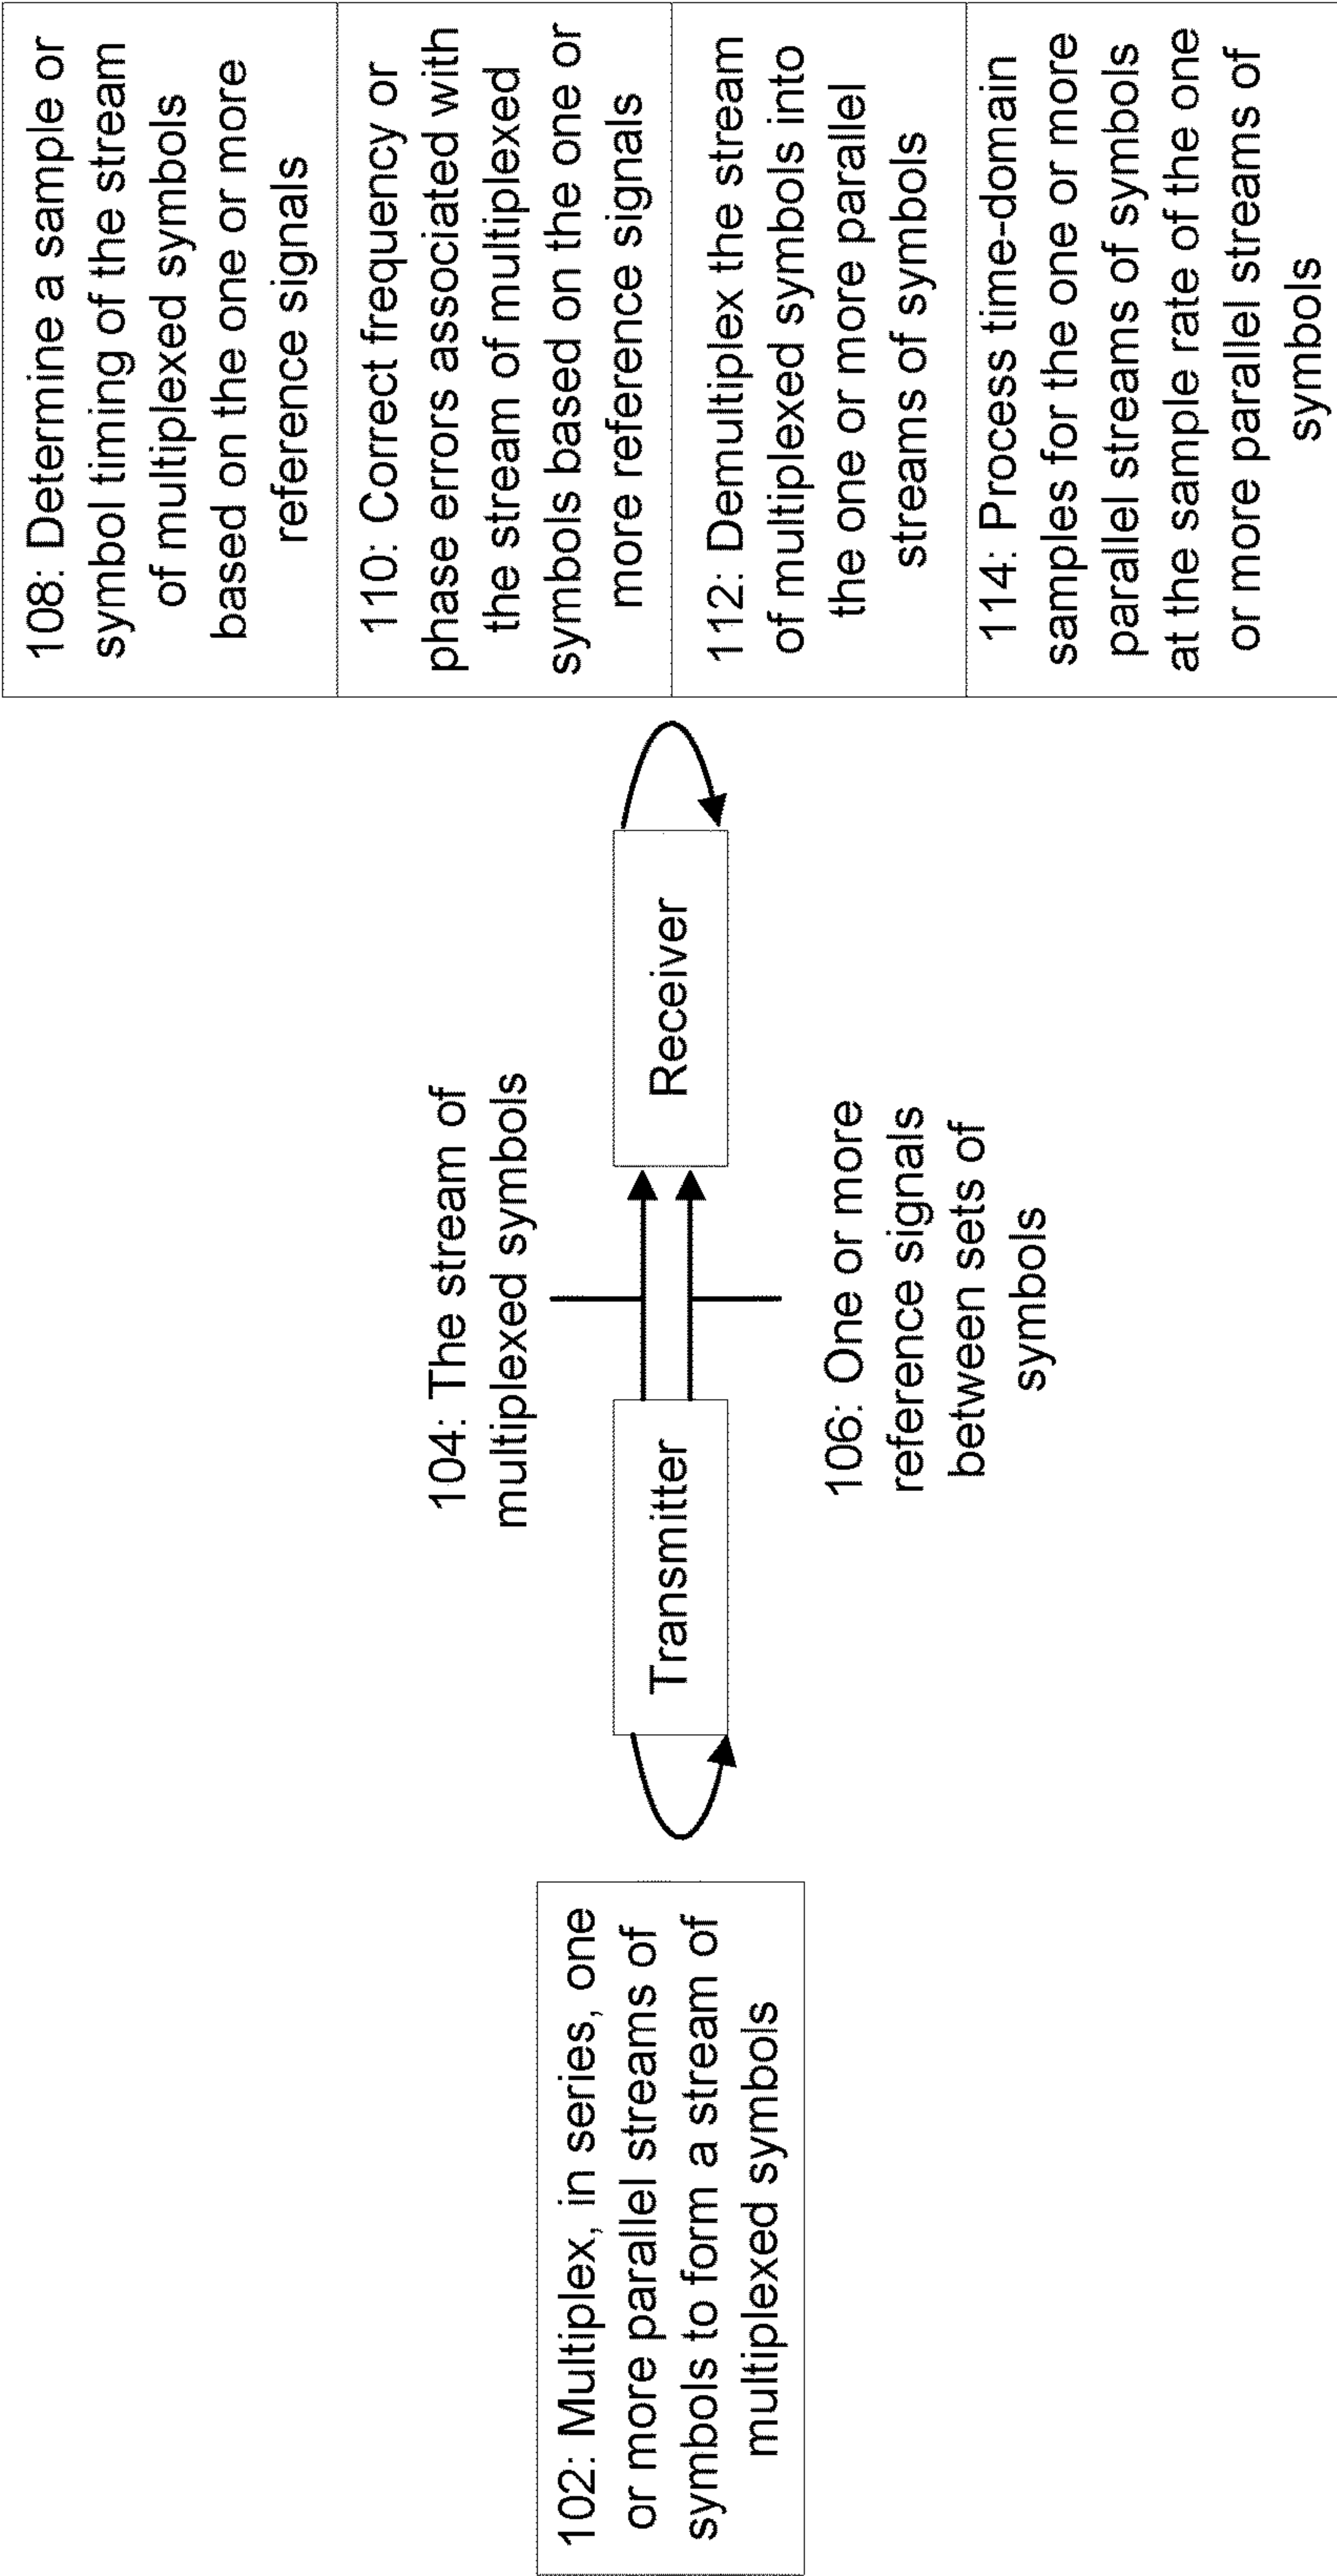 102: Multiplex, in series, one
or more parallel streams of
symbols to form a stream of
multiplexed symbols
Transmitter
104: The stream of
multiplexed symbols
106: One or more
reference signals
between sets of
symbols
Receiver
108: Determine a sample or
symbol timing of the stream
of multiplexed symbols
based on the one or more
reference signals
110: Correct frequency or
phase errors associated with
the stream of multiplexed
symbols based on the one or
more reference signals
112: Demultiplex the stream
of multiplexed symbols into
the one or more parallel
streams of symbols
114: Process time-domain
samples for the one or more
parallel streams of symbols
at the sample rate of the one
or more parallel streams of
symbols